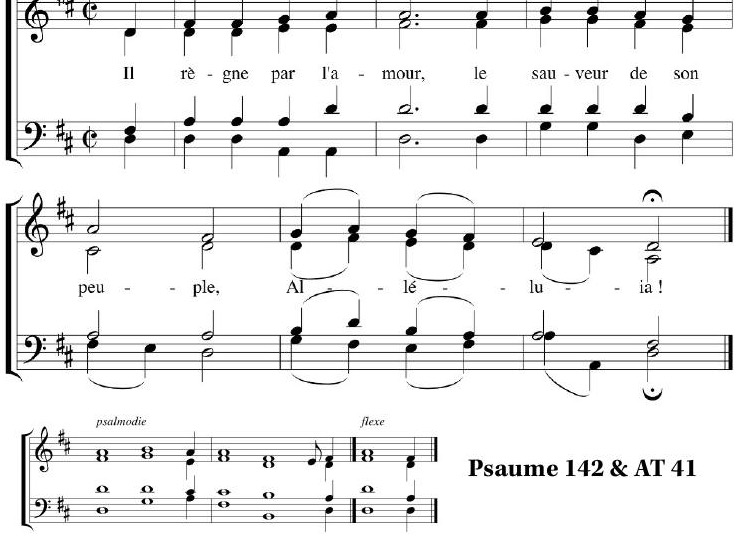 Il rè - gne par l'a - mour, le sau - veur de son
peu - - - ple, Al - - lé - - lu - - ia !
psalmodie flexe
Psaume 142 & AT 41